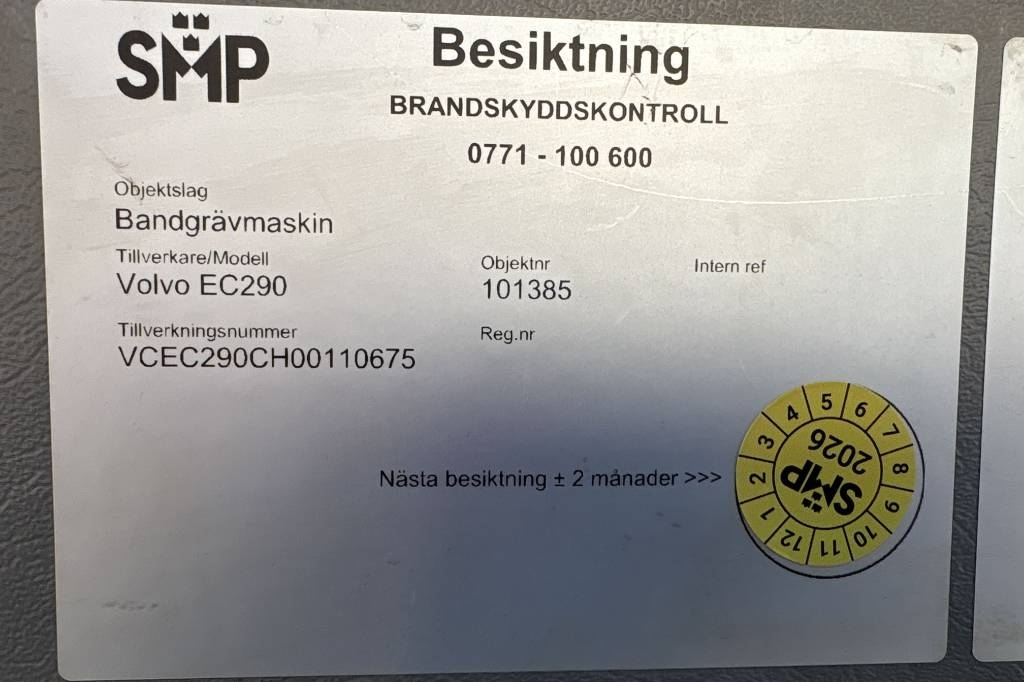 SMP
Besiktning
BRANDSKYDDSKONTROLL
0771 - 100 600
Objektslag
Bandgrävmaskin
Tillverkare/Modell
Volvo EC290
Objektnr
101385
Intern ref
Tillverkningsnummer
VCEC290CH00110675
Reg.nr
Nästa besiktning ± 2 månader >>>
1 2 3 4 5 6 7 8 9 10 11 12
2026
SMP